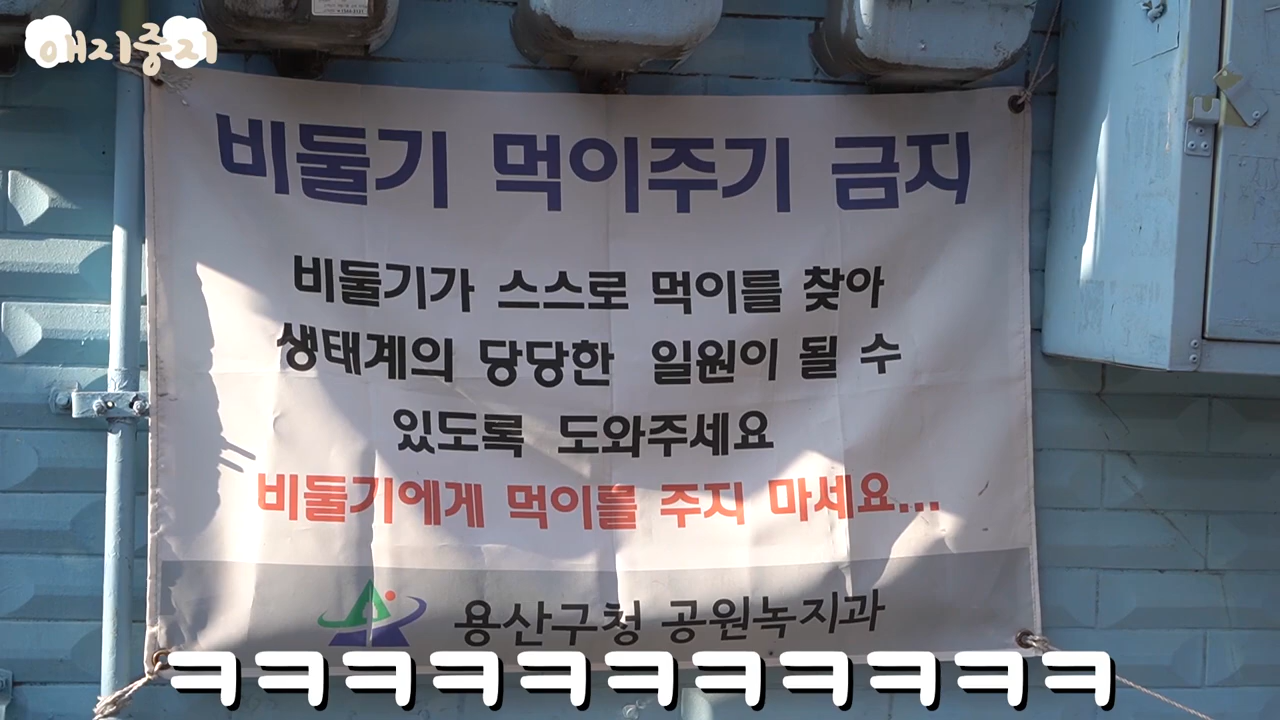 애지중지
비둘기 먹이주기 금지
비둘기가 스스로 먹이를 찾아
생태계의 당당한 일원이 될 수
있도록 도와주세요
비둘기에게 먹이를 주지 마세요...
용산구청 공원녹지과
ㅋㅋㅋㅋㅋㅋㅋㅋㅋㅋㅋ